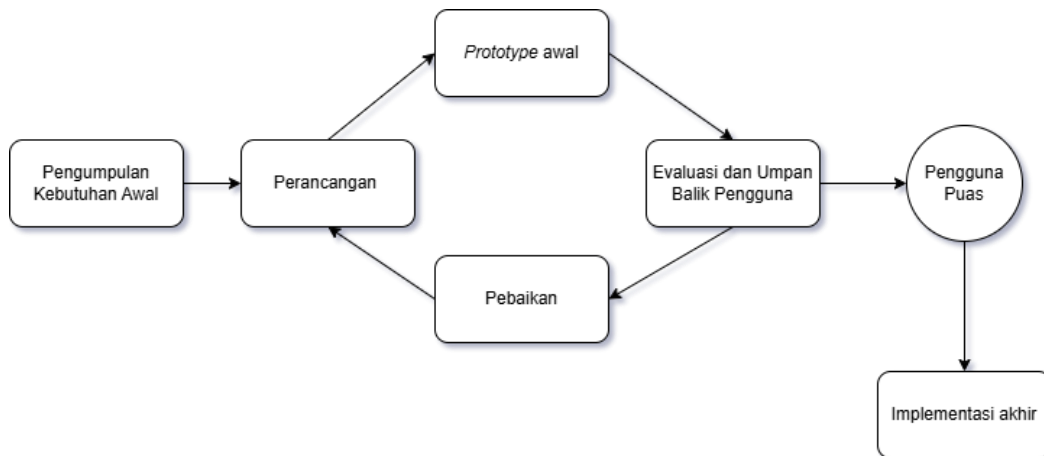 Prototype awal
Pengumpulan
Kebutuhan Awal
Perancangan
Evaluasi dan Umpan
Balik Pengguna
Pengguna
Puas
Pebaikan
Implementasi akhir